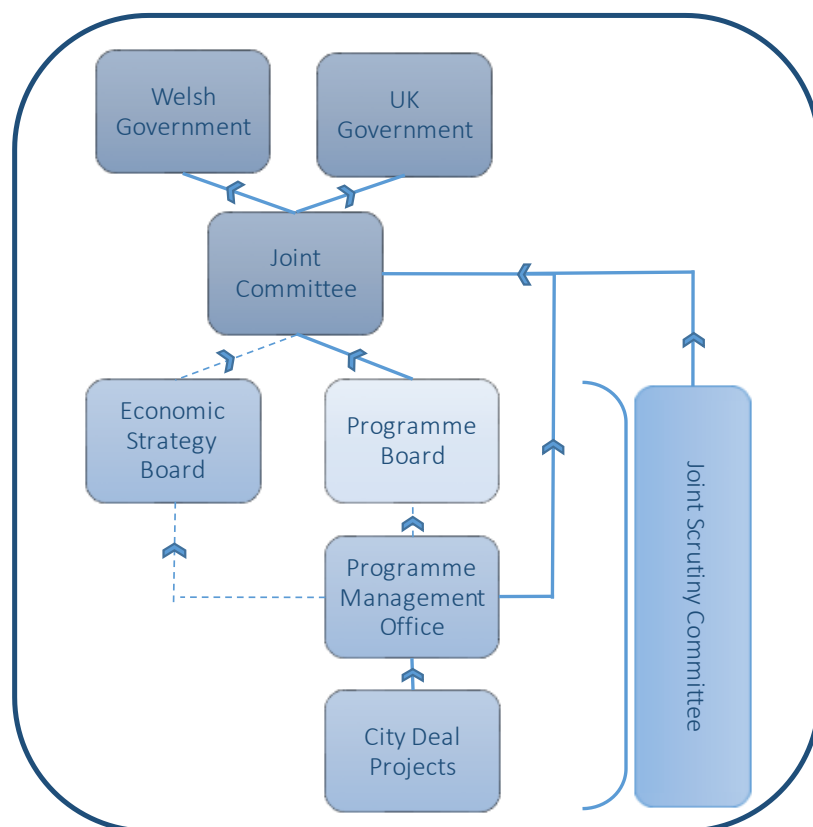 Welsh
Government
UK
Government
Joint
Committee
Economic
Strategy
Board
Programme
Board
Programme
Management
Office
City Deal
Projects
Joint Scrutiny Committee